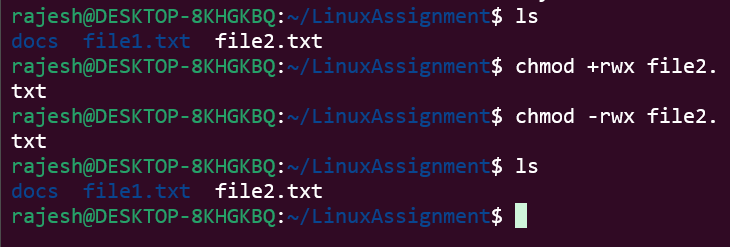 rajesh@DESKTOP-8KHGKBQ:~/LinuxAssignment$ ls
docs  file1.txt  file2.txt
rajesh@DESKTOP-8KHGKBQ:~/LinuxAssignment$ chmod +rwx file2.
txt
rajesh@DESKTOP-8KHGKBQ:~/LinuxAssignment$ chmod -rwx file2.
txt
rajesh@DESKTOP-8KHGKBQ:~/LinuxAssignment$ ls
docs  file1.txt  file2.txt
rajesh@DESKTOP-8KHGKBQ:~/LinuxAssignment$